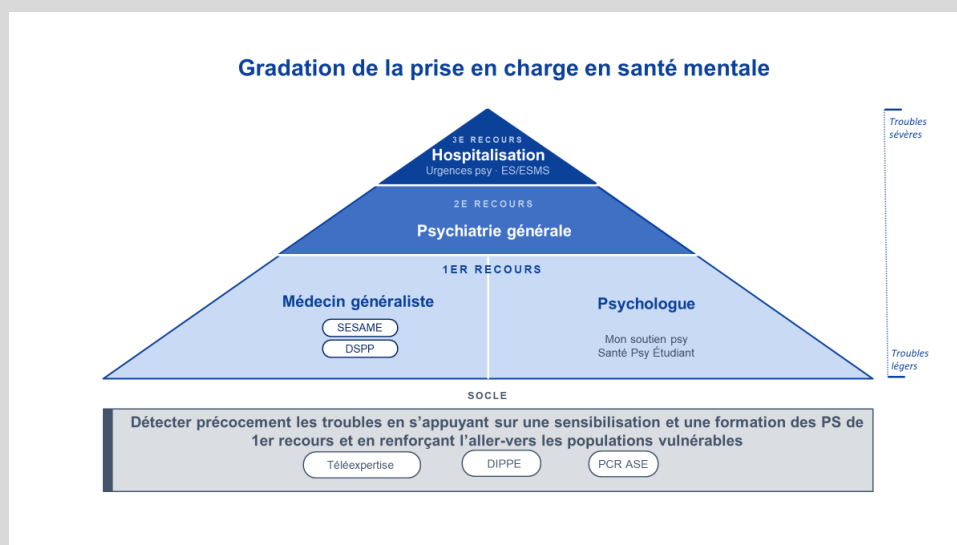 Gradation de la prise en charge en santé mentale
Troubles
sévères
3E RECOURS
Hospitalisation
Urgences psy · ES/ESMS
2E RECOURS
Psychiatrie générale
1ER RECOURS
Médecin généraliste
SESAME
DSPP
Psychologue
Mon soutien psy
Santé Psy Étudiant
Troubles
légers
SOCLE
Détecter précocement les troubles en s’appuyant sur une sensibilisation et une formation des PS de
1er recours et en renforçant l’aller-vers les populations vulnérables
Téléexpertise
DIPPE
PCR ASE